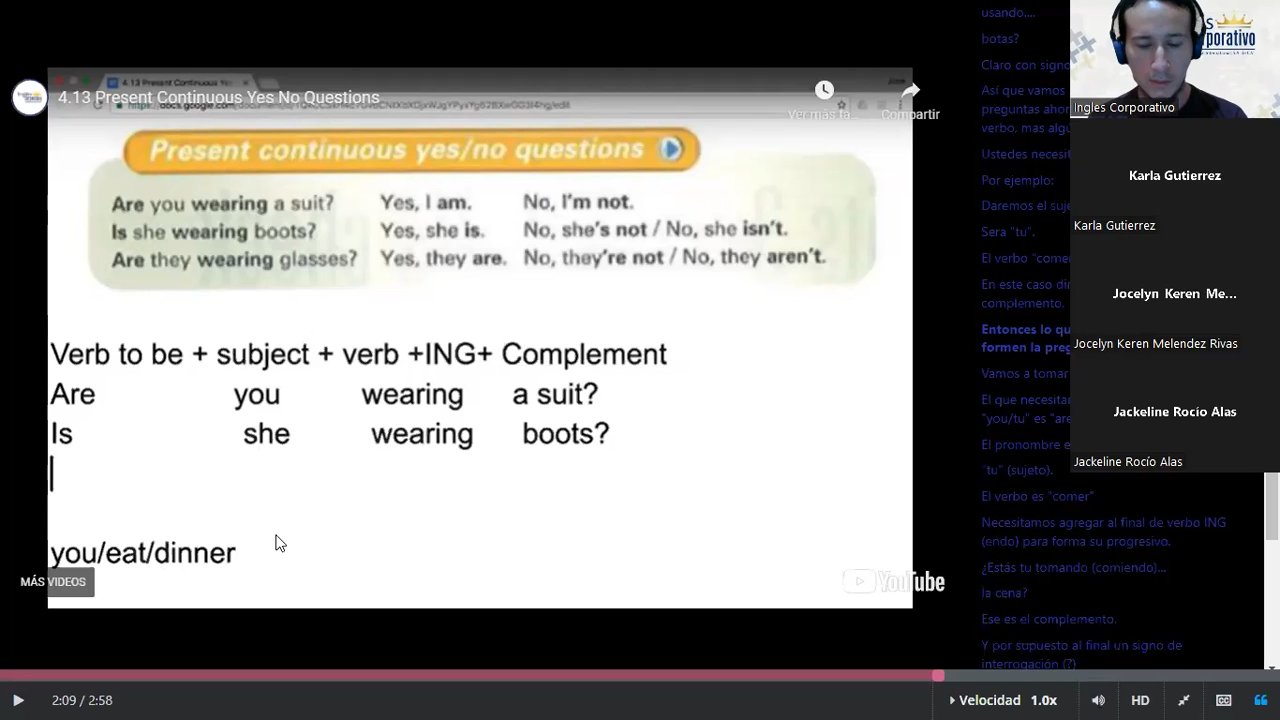 4.13 Present Continuous Yes No Questions
Ver más ta...
Compartir
Present continuous yes/no questions
Are you wearing a suit? Yes, I am. No, I'm not.
Is she wearing boots? Yes, she is. No, she's not / No, she isn't.
Are they wearing glasses? Yes, they are. No, they're not / No, they aren't.
Verb to be + subject + verb +ING+ Complement
Are you wearing a suit?
Is she wearing boots?
you/eat/dinner
MÁS VIDEOS
YouTube
2:09 / 2:58
Velocidad 1.0x
HD
usando....
botas?
Claro con signo
Así que vamos
preguntas ahor
verbo, mas algu
Ustedes necesit
Por ejemplo:
Daremos el suje
Sera "tu".
El verbo "comer
En este caso dir
complemento.
Entonces lo qu
formen la preg
Vamos a tomar
El que necesitar
"you/tu" es "are
El pronombre e
"tu" (sujeto).
El verbo es "comer"
Necesitamos agregar al final de verbo ING
(endo) para forma su progresivo.
¿Estás tu tomando (comiendo)...
la cena?
Ese es el complemento.
Y por supuesto al final un signo de
interrogación (?)
Ingles Corporativo
Karla Gutierrez
Karla Gutierrez
Jocelyn Keren Me...
Jocelyn Keren Melendez Rivas
Jackeline Rocío Alas
Jackeline Rocío Alas